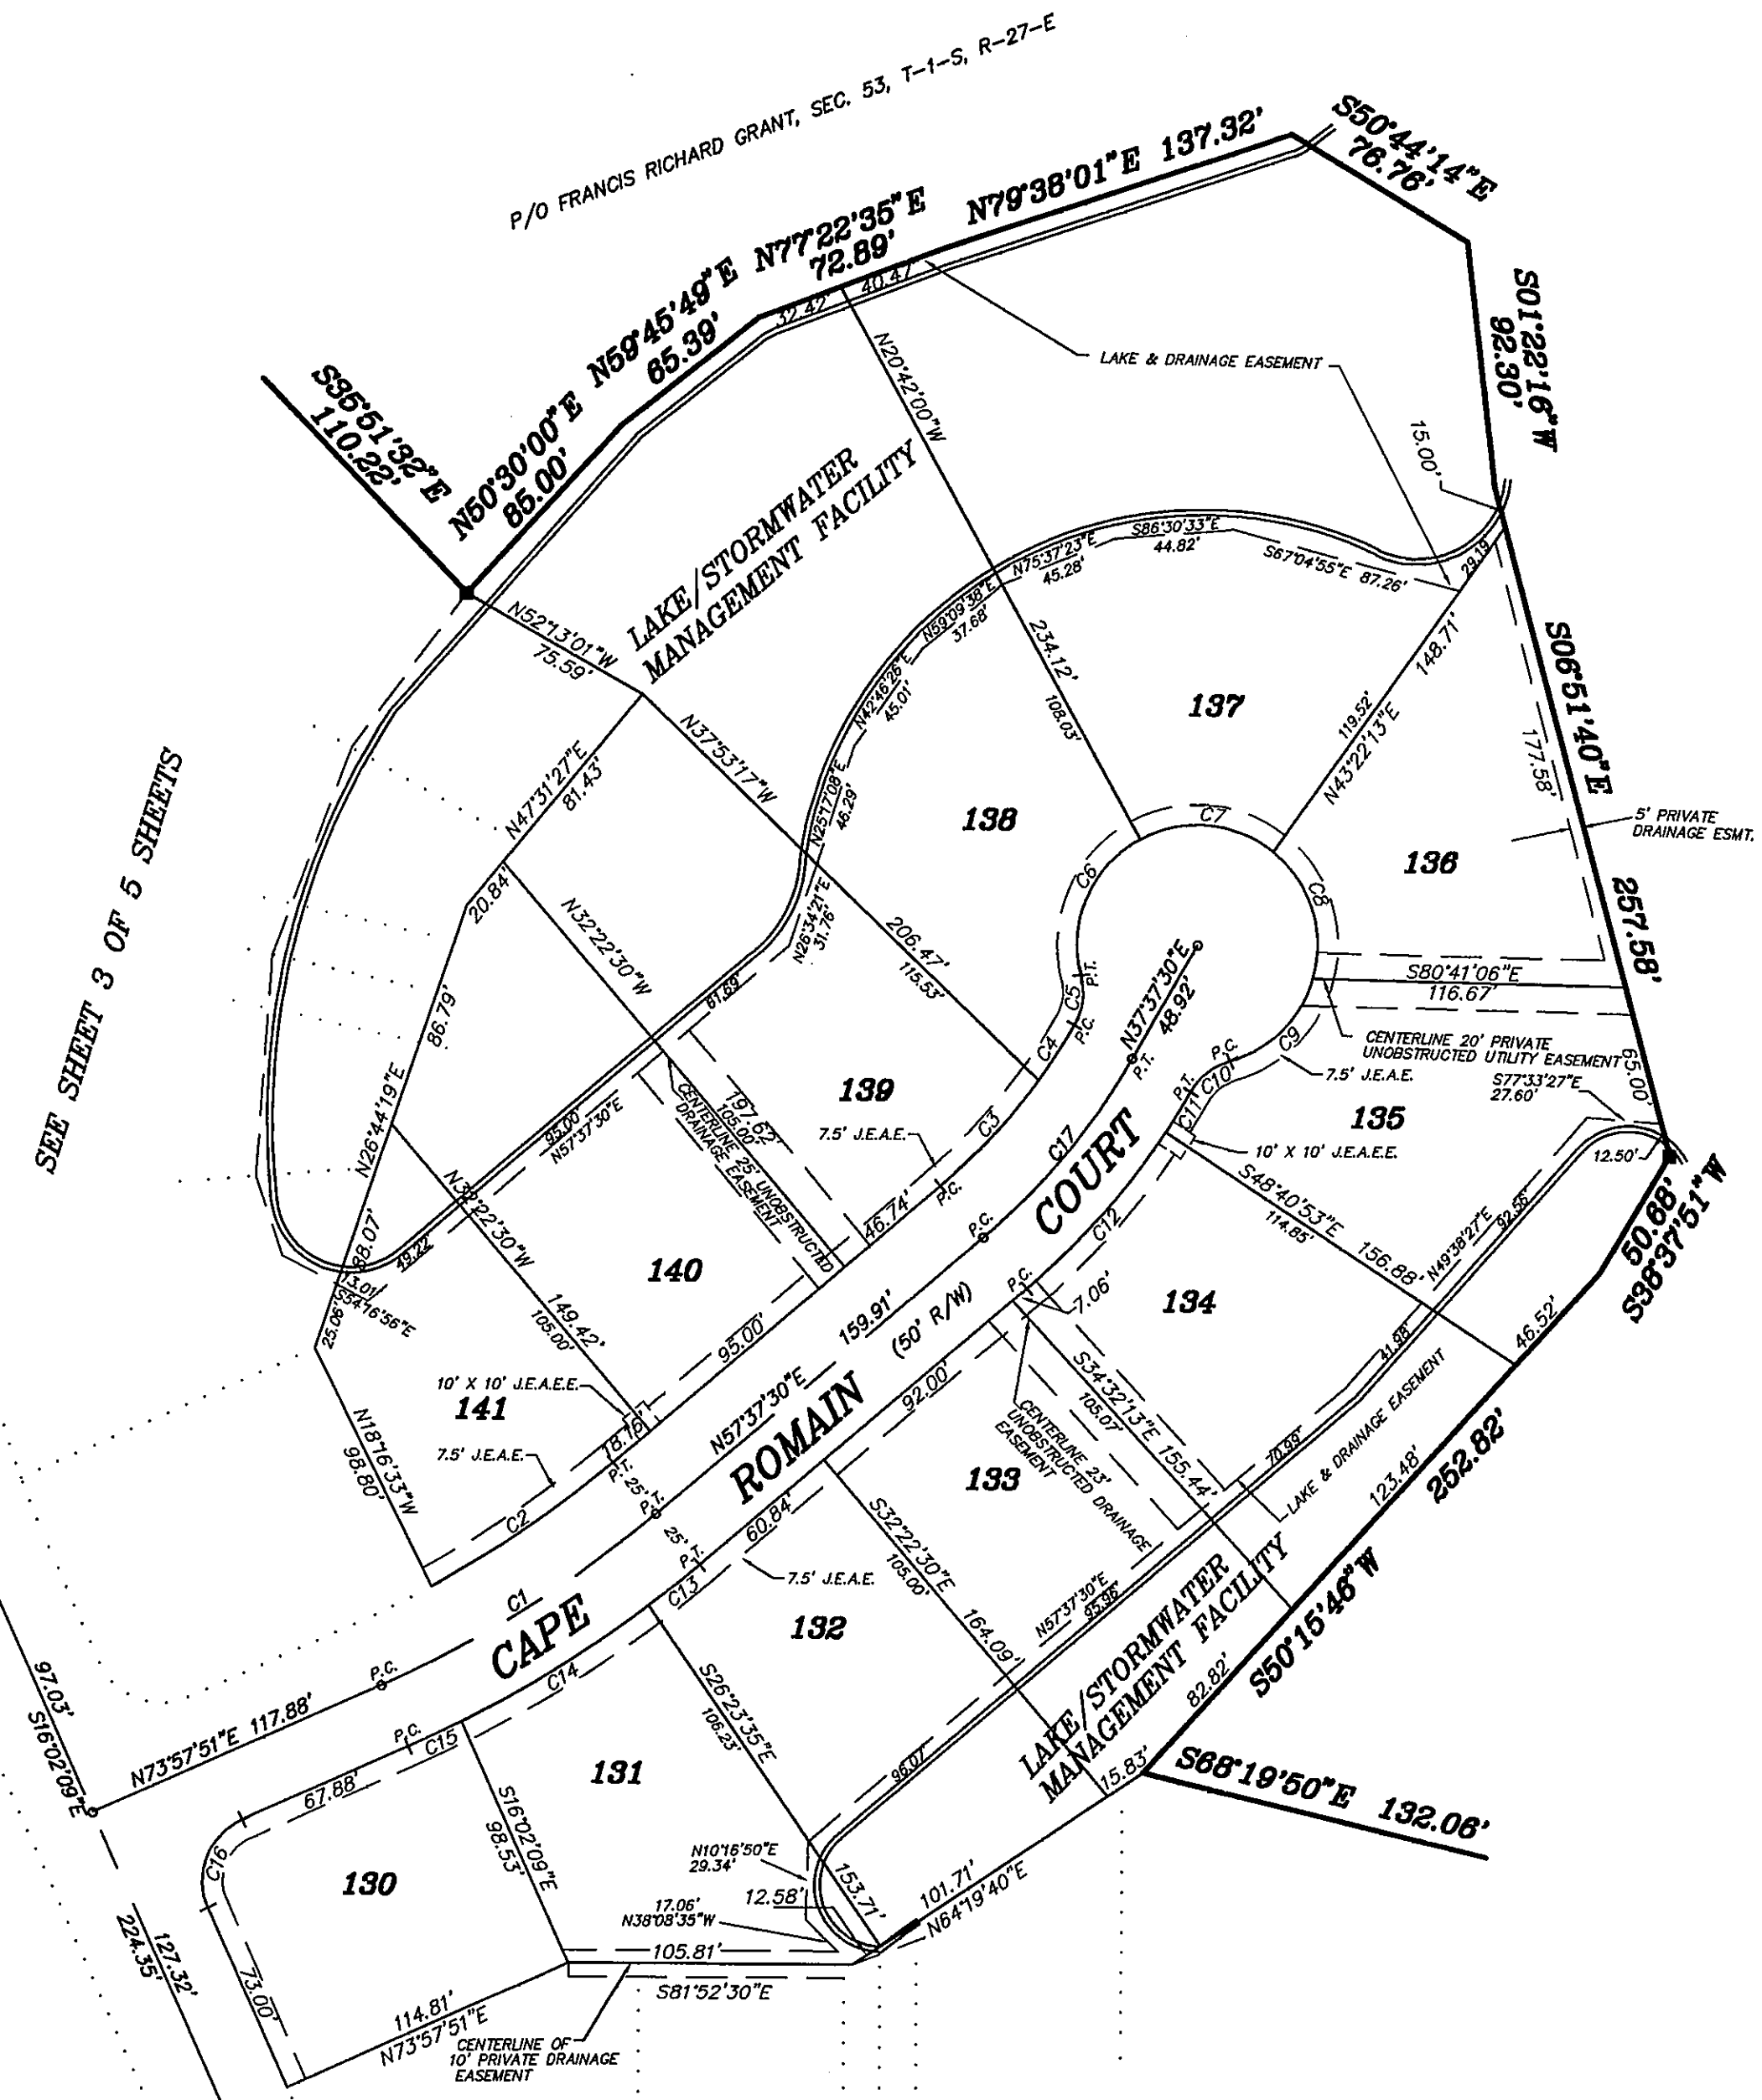 P/O FRANCIS RICHARD GRANT, SEC. 53, T-1-S, R-27-E
S50°44'14"E
76.76'
N79°38'01"E 137.32'
N77°22'35"E
72.89'
N59°45'49"E
65.39'
N50°30'00"E
85.00'
S35°51'32"E
110.22'
S01°22'16"W
92.30'
32.42'
40.47'
N20°42'00"W
LAKE & DRAINAGE EASEMENT
15.00'
LAKE/STORMWATER
MANAGEMENT FACILITY
N52°13'01"W
75.59'
N59°09'38"E
37.68'
N75°37'23"E
45.28'
S86°30'33"E
44.82'
S67°04'55"E 87.26'
29.19
N42°46'26"E
45.01'
234.12'
108.03'
148.71'
119.52'
N43°22'13"E
S06°51'40"E
177.58'
257.58'
137
N37°53'17"W
N25°17'08"E
46.29'
N47°31'27"E
81.43'
SEE SHEET 3 OF 5 SHEETS
138
C7
C6
C8
136
5' PRIVATE
DRAINAGE ESMT.
20.84'
N32°22'30"W
N26°34'21"E
31.76'
206.47'
115.53'
C5
P.T.
P.C.
C4
N37°37'30"E
48.92'
P.T.
S80°41'06"E
116.67'
86.79'
61.69'
CENTERLINE 20' PRIVATE
UNOBSTRUCTED UTILITY EASEMENT
C9
P.C.
C10
P.T.
C11
7.5' J.E.A.E.
65.00'
S77°33'27"E
27.60'
139
135
N26°44'19"E
95.00'
N57°37'30"E
197.62'
105.00'
CENTERLINE 25' UNOBSTRUCTED
DRAINAGE EASEMENT
7.5' J.E.A.E.
C3
C17
COURT
10' X 10' J.E.A.E.E.
12.50'
N32°22'30"W
88.07'
49.22'
46.74'
P.C.
P.C.
C12
S48°40'53"E
114.85'
156.88'
N49°38'27"E
92.56'
50.68'
S38°37'51"W
140
13.01'
S54°16'56"E
25.06'
149.42'
105.00'
95.00'
159.91'
(50' R/W)
P.C.
7.06'
134
46.52'
41.98'
10' X 10' J.E.A.E.E.
141
N57°37'30"E
92.00'
S34°32'13"E 155.44'
105.07'
LAKE & DRAINAGE EASEMENT
N18°16'33"W
98.80'
7.5' J.E.A.E.
18.16'
P.T. 25'
P.T.
ROMAIN
CENTERLINE 23'
UNOBSTRUCTED DRAINAGE
EASEMENT
133
70.99'
123.48'
252.82'
C2
25'
P.T.
60.84'
S32°22'30"E
105.00'
7.5' J.E.A.E.
C13
C1
CAPE
132
164.09'
N57°37'30"E
95.96'
LAKE/STORMWATER
MANAGEMENT FACILITY
S50°15'46"W
82.82'
97.03'
S16°02'09"E
N73°57'51"E 117.88'
P.C.
C14
S26°23'35"E
106.23'
P.C.
C15
67.88'
131
96.07'
15.83'
S68°19'50"E 132.06'
C16
130
S16°02'09"E
98.53'
N10°16'50"E
29.34'
12.58'
153.71'
101.71'
N64°19'40"E
17.06'
N38°08'35"W
127.32'
224.35'
73.00'
105.81'
S81°52'30"E
114.81'
N73°57'51"E
CENTERLINE OF
10' PRIVATE DRAINAGE
EASEMENT